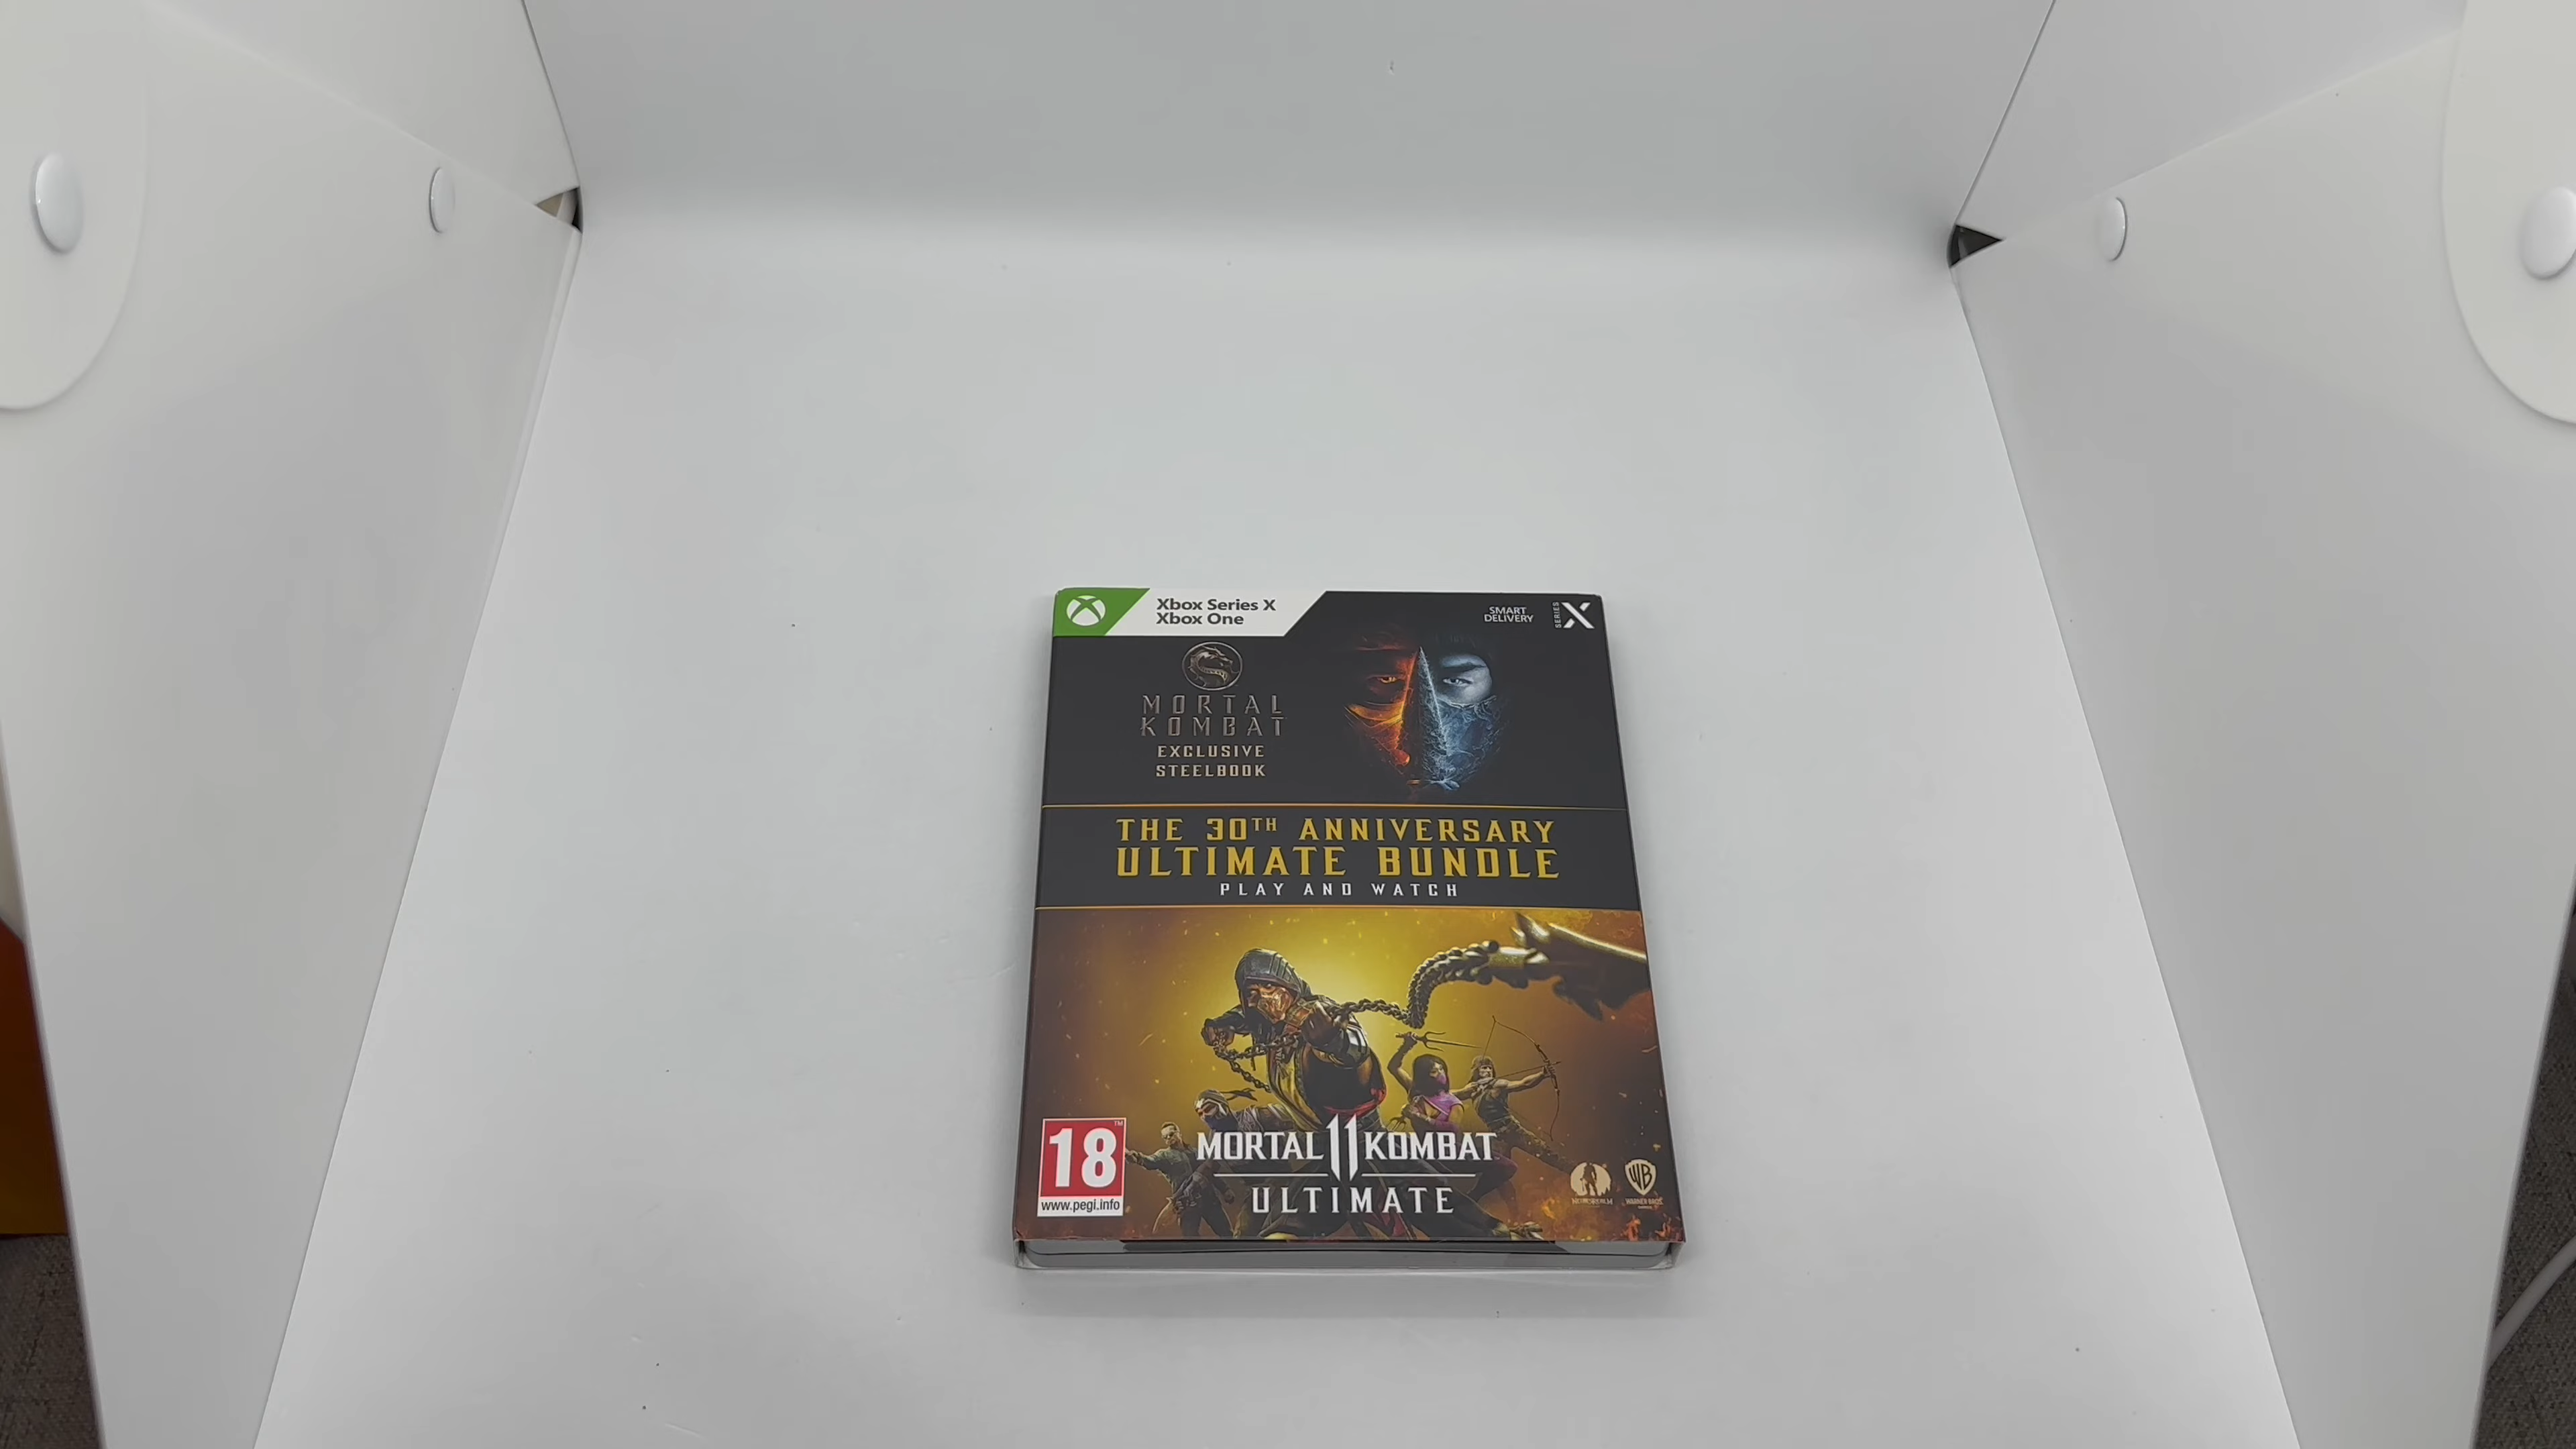 Xbox Series X
Xbox One
SMART
DELIVERY
SERIES
X
MORTAL
KOMBAT
EXCLUSIVE
STEELBOOK
THE 30TH ANNIVERSARY
ULTIMATE BUNDLE
PLAY AND WATCH
MORTAL 11 KOMBAT
ULTIMATE
18
www.pegi.info
WB